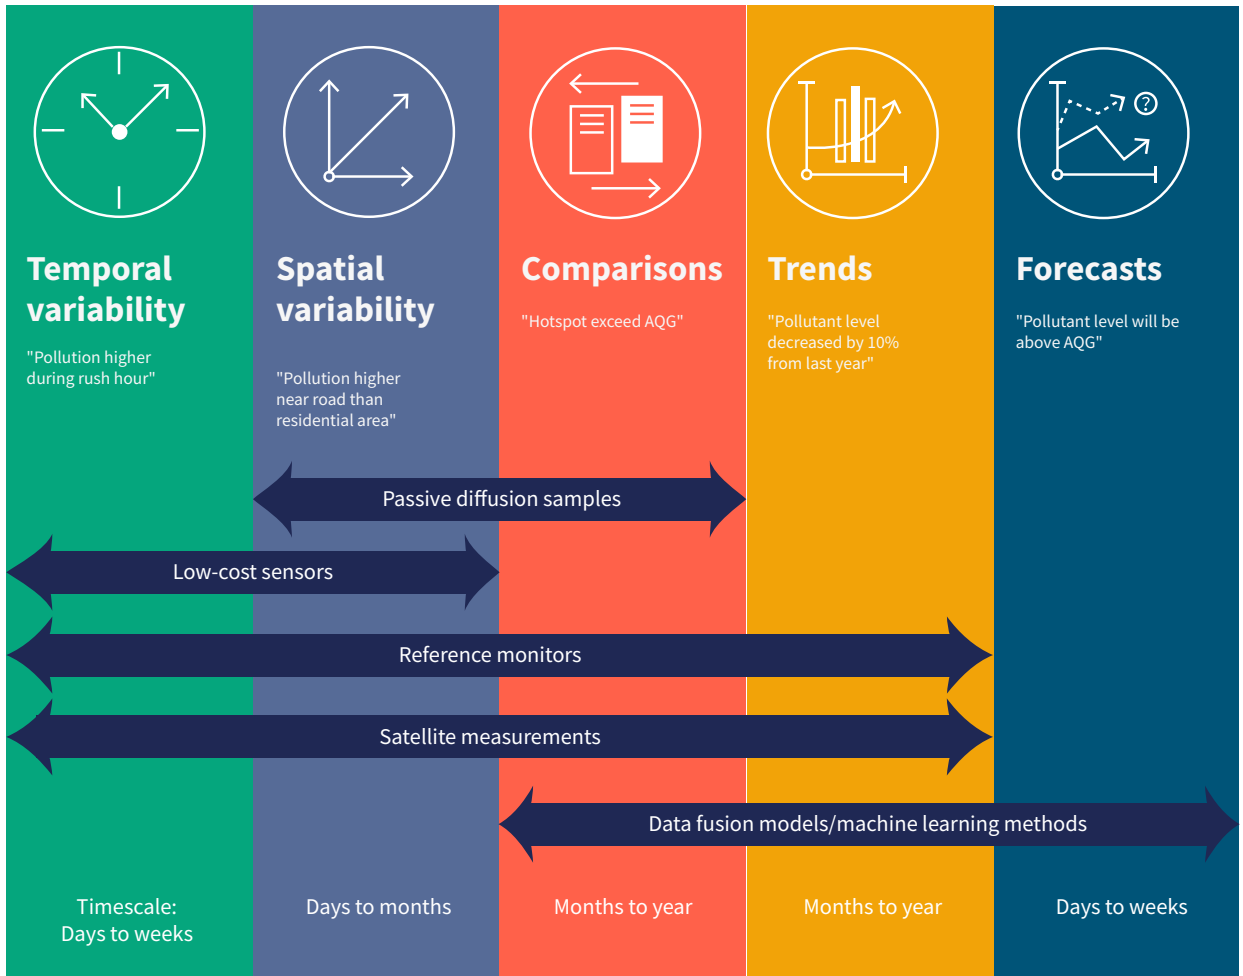 Temporal
variability
"Pollution higher
during rush hour"
Spatial
variability
"Pollution higher
near road than
residential area"
Comparisons
"Hotspot exceed AQG"
Trends
"Pollutant level
decreased by 10%
from last year"
?
Forecasts
"Pollutant level will be
above AQG"
Passive diffusion samples
Low-cost sensors
Reference monitors
Satellite measurements
Data fusion models/machine learning methods
Timescale:
Days to weeks
Days to months
Months to year
Months to year
Days to weeks